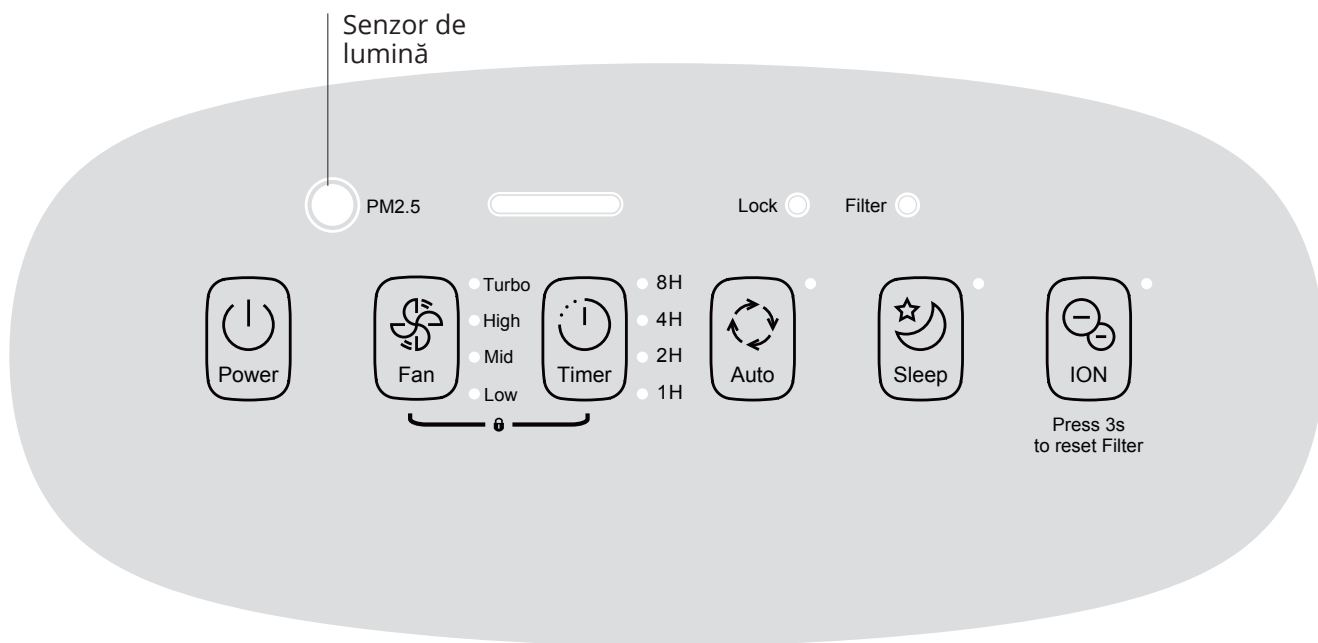 Senzor de
lumină
PM2.5
Lock
Filter
Power
Fan
Turbo
High
Mid
Low
Timer
8H
4H
2H
1H
Auto
Sleep
ION
Press 3s
to reset Filter